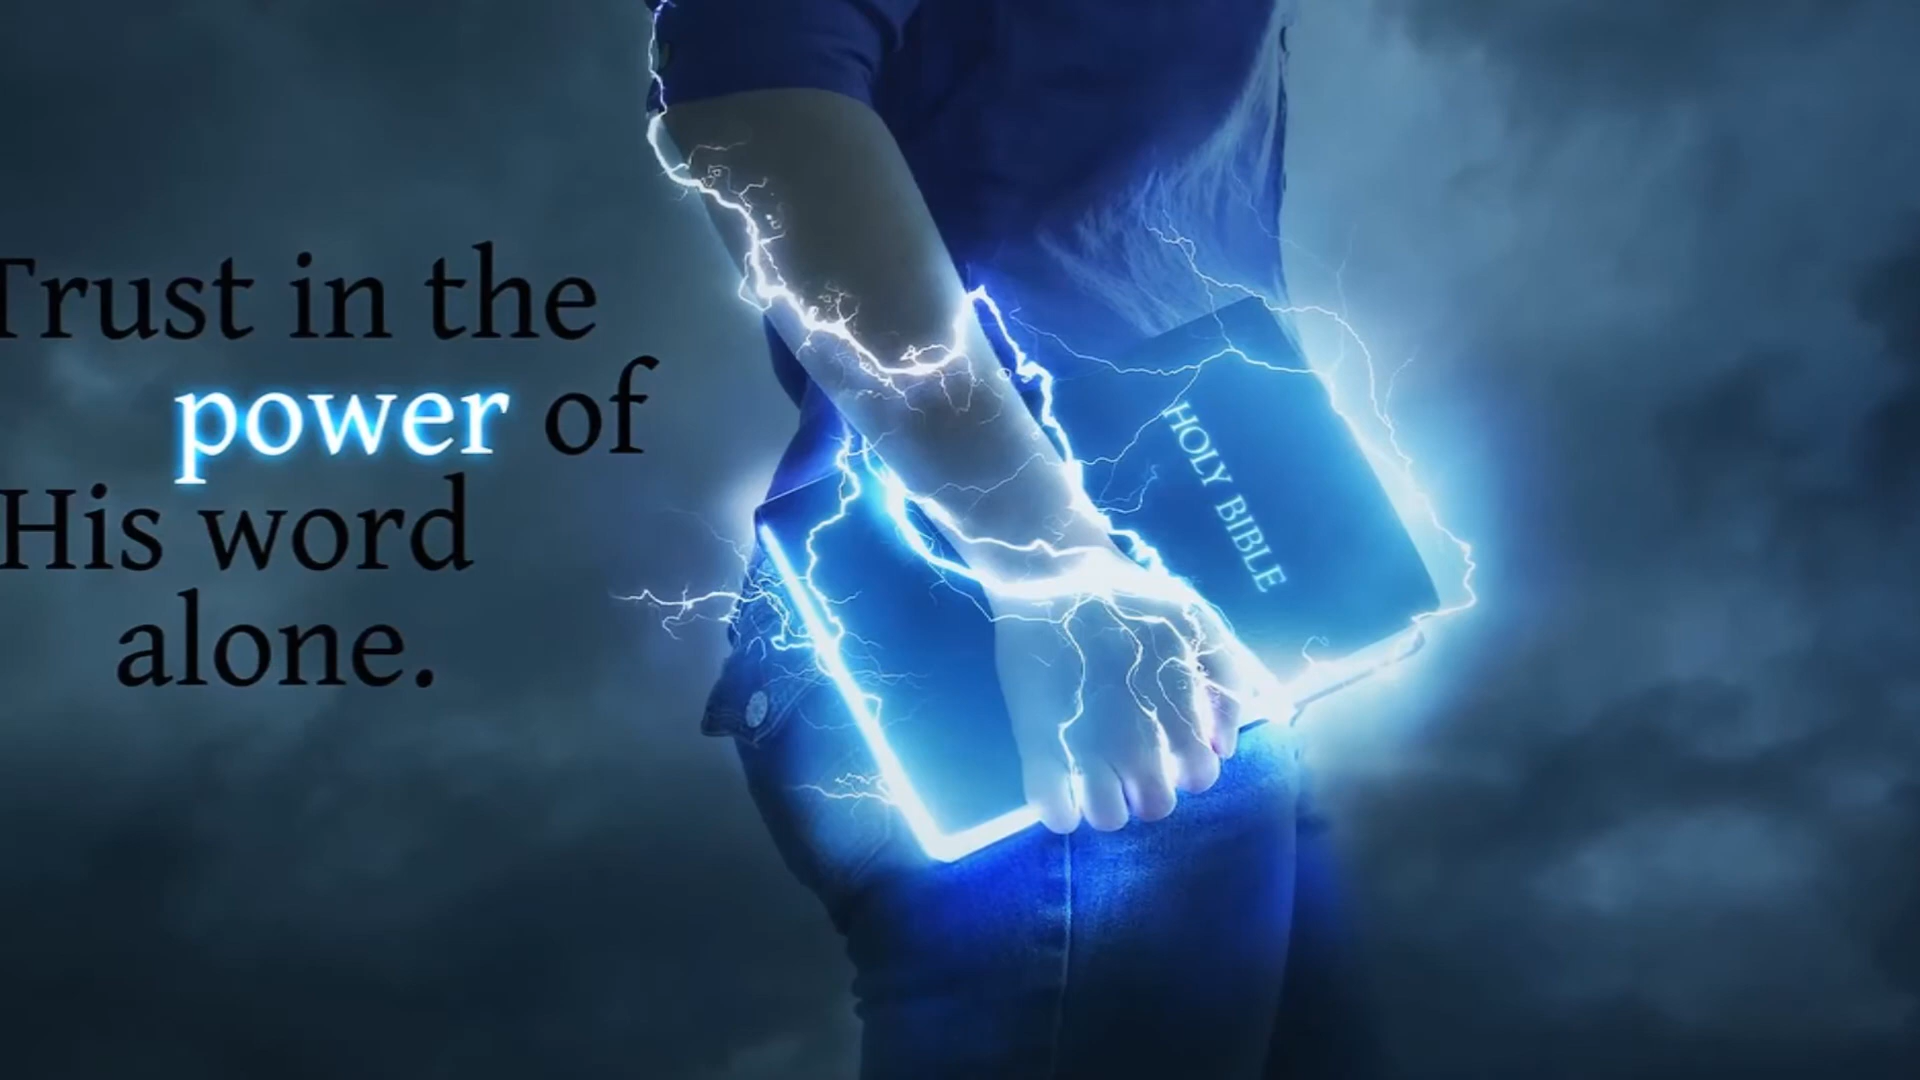 Trust in the
power of
His word
alone.
HOLY BIBLE